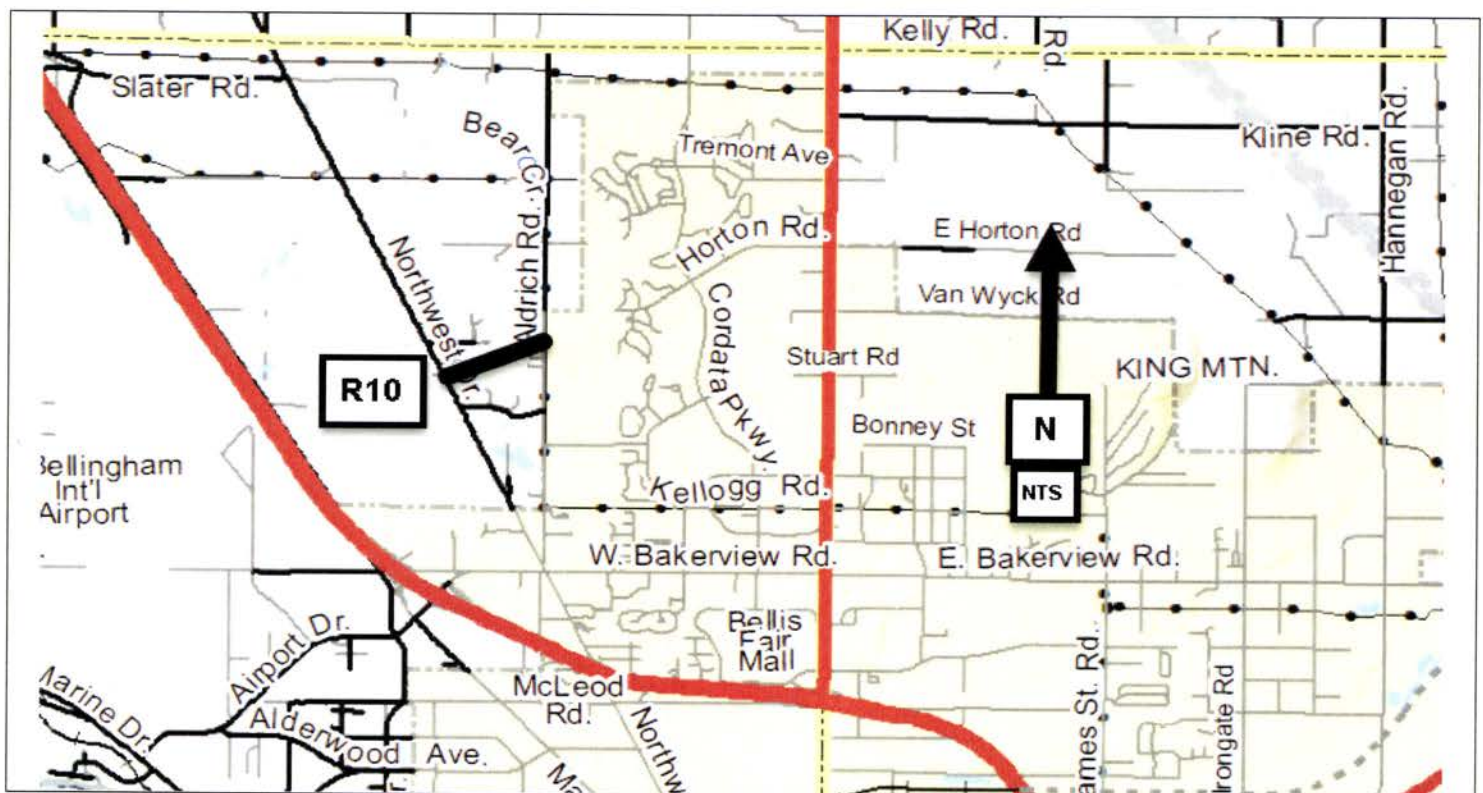 Kelly Rd.
Rd.
Slater Rd.
Bear Cr.
Tremont Ave
Kline Rd.
Hannegan Rd.
Aldrich Rd.
Northwest Dr.
Horton Rd.
E Horton Rd
Van Wyck Rd
Cordata Pkwy.
Stuart Rd
KING MTN.
R10
N
NTS
Bonney St
Bellingham
Int'l
Airport
Kellogg Rd.
W. Bakerview Rd.
E. Bakerview Rd.
Bellis
Fair
Mall
Airport Dr.
McLeod
Rd.
Marine Dr.
Alderwood Ave.
Northw
Ma
r.
ames St. Rd.
Irongate Rd